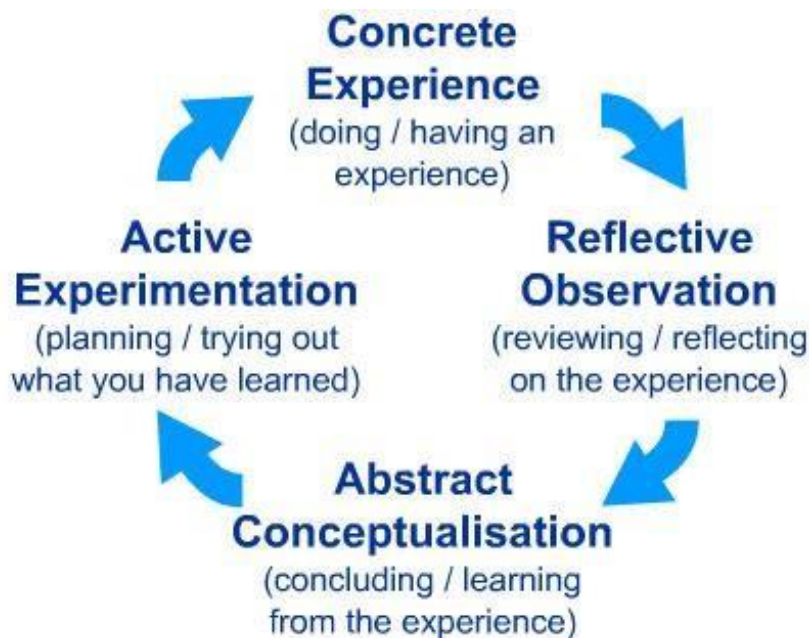 Concrete
Experience
(doing / having an
experience)
Reflective
Observation
(reviewing / reflecting
on the experience)
Abstract
Conceptualisation
(concluding / learning
from the experience)
Active
Experimentation
(planning / trying out
what you have learned)